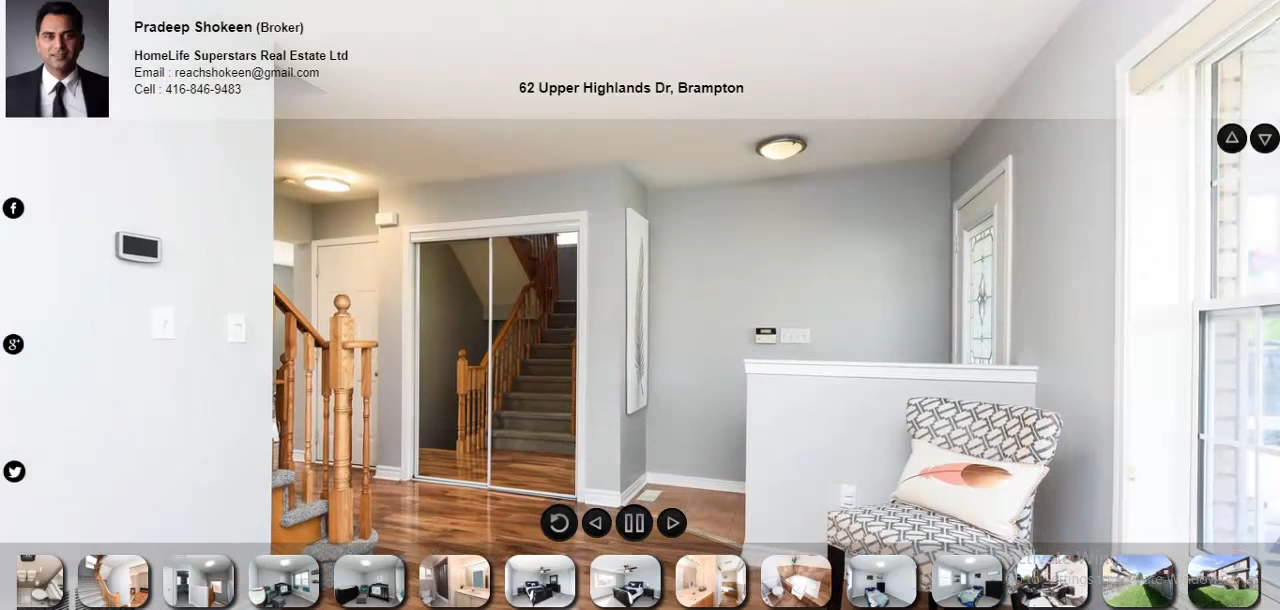 Pradeep Shokeen (Broker)
HomeLife Superstars Real Estate Ltd
Email : reachshokeen@gmail.com
Cell : 416-846-9483
62 Upper Highlands Dr, Brampton